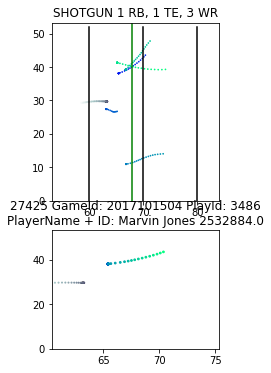 SHOTGUN 1 RB, 1 TE, 3 WR
50
40
30
20
10
0
60 70 80
27425 GameId: 2017101504 PlayId: 3486
PlayerName + ID: Marvin Jones 2532884.0
40
20
0
65 70 75